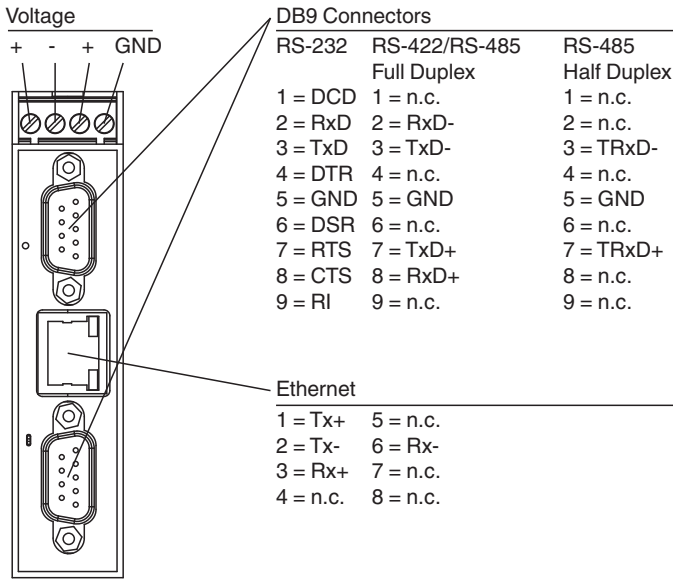 Voltage
+ - + GND
DB9 Connectors
RS-232 RS-422/RS-485 RS-485
Full Duplex Half Duplex
1 = DCD 1 = n.c. 1 = n.c.
2 = RxD 2 = RxD- 2 = n.c.
3 = TxD 3 = TxD- 3 = TRxD-
4 = DTR 4 = n.c. 4 = n.c.
5 = GND 5 = GND 5 = GND
6 = DSR 6 = n.c. 6 = n.c.
7 = RTS 7 = TxD+ 7 = TRxD+
8 = CTS 8 = RxD+ 8 = n.c.
9 = RI 9 = n.c. 9 = n.c.
Ethernet
1 = Tx+ 5 = n.c.
2 = Tx- 6 = Rx-
3 = Rx+ 7 = n.c.
4 = n.c. 8 = n.c.